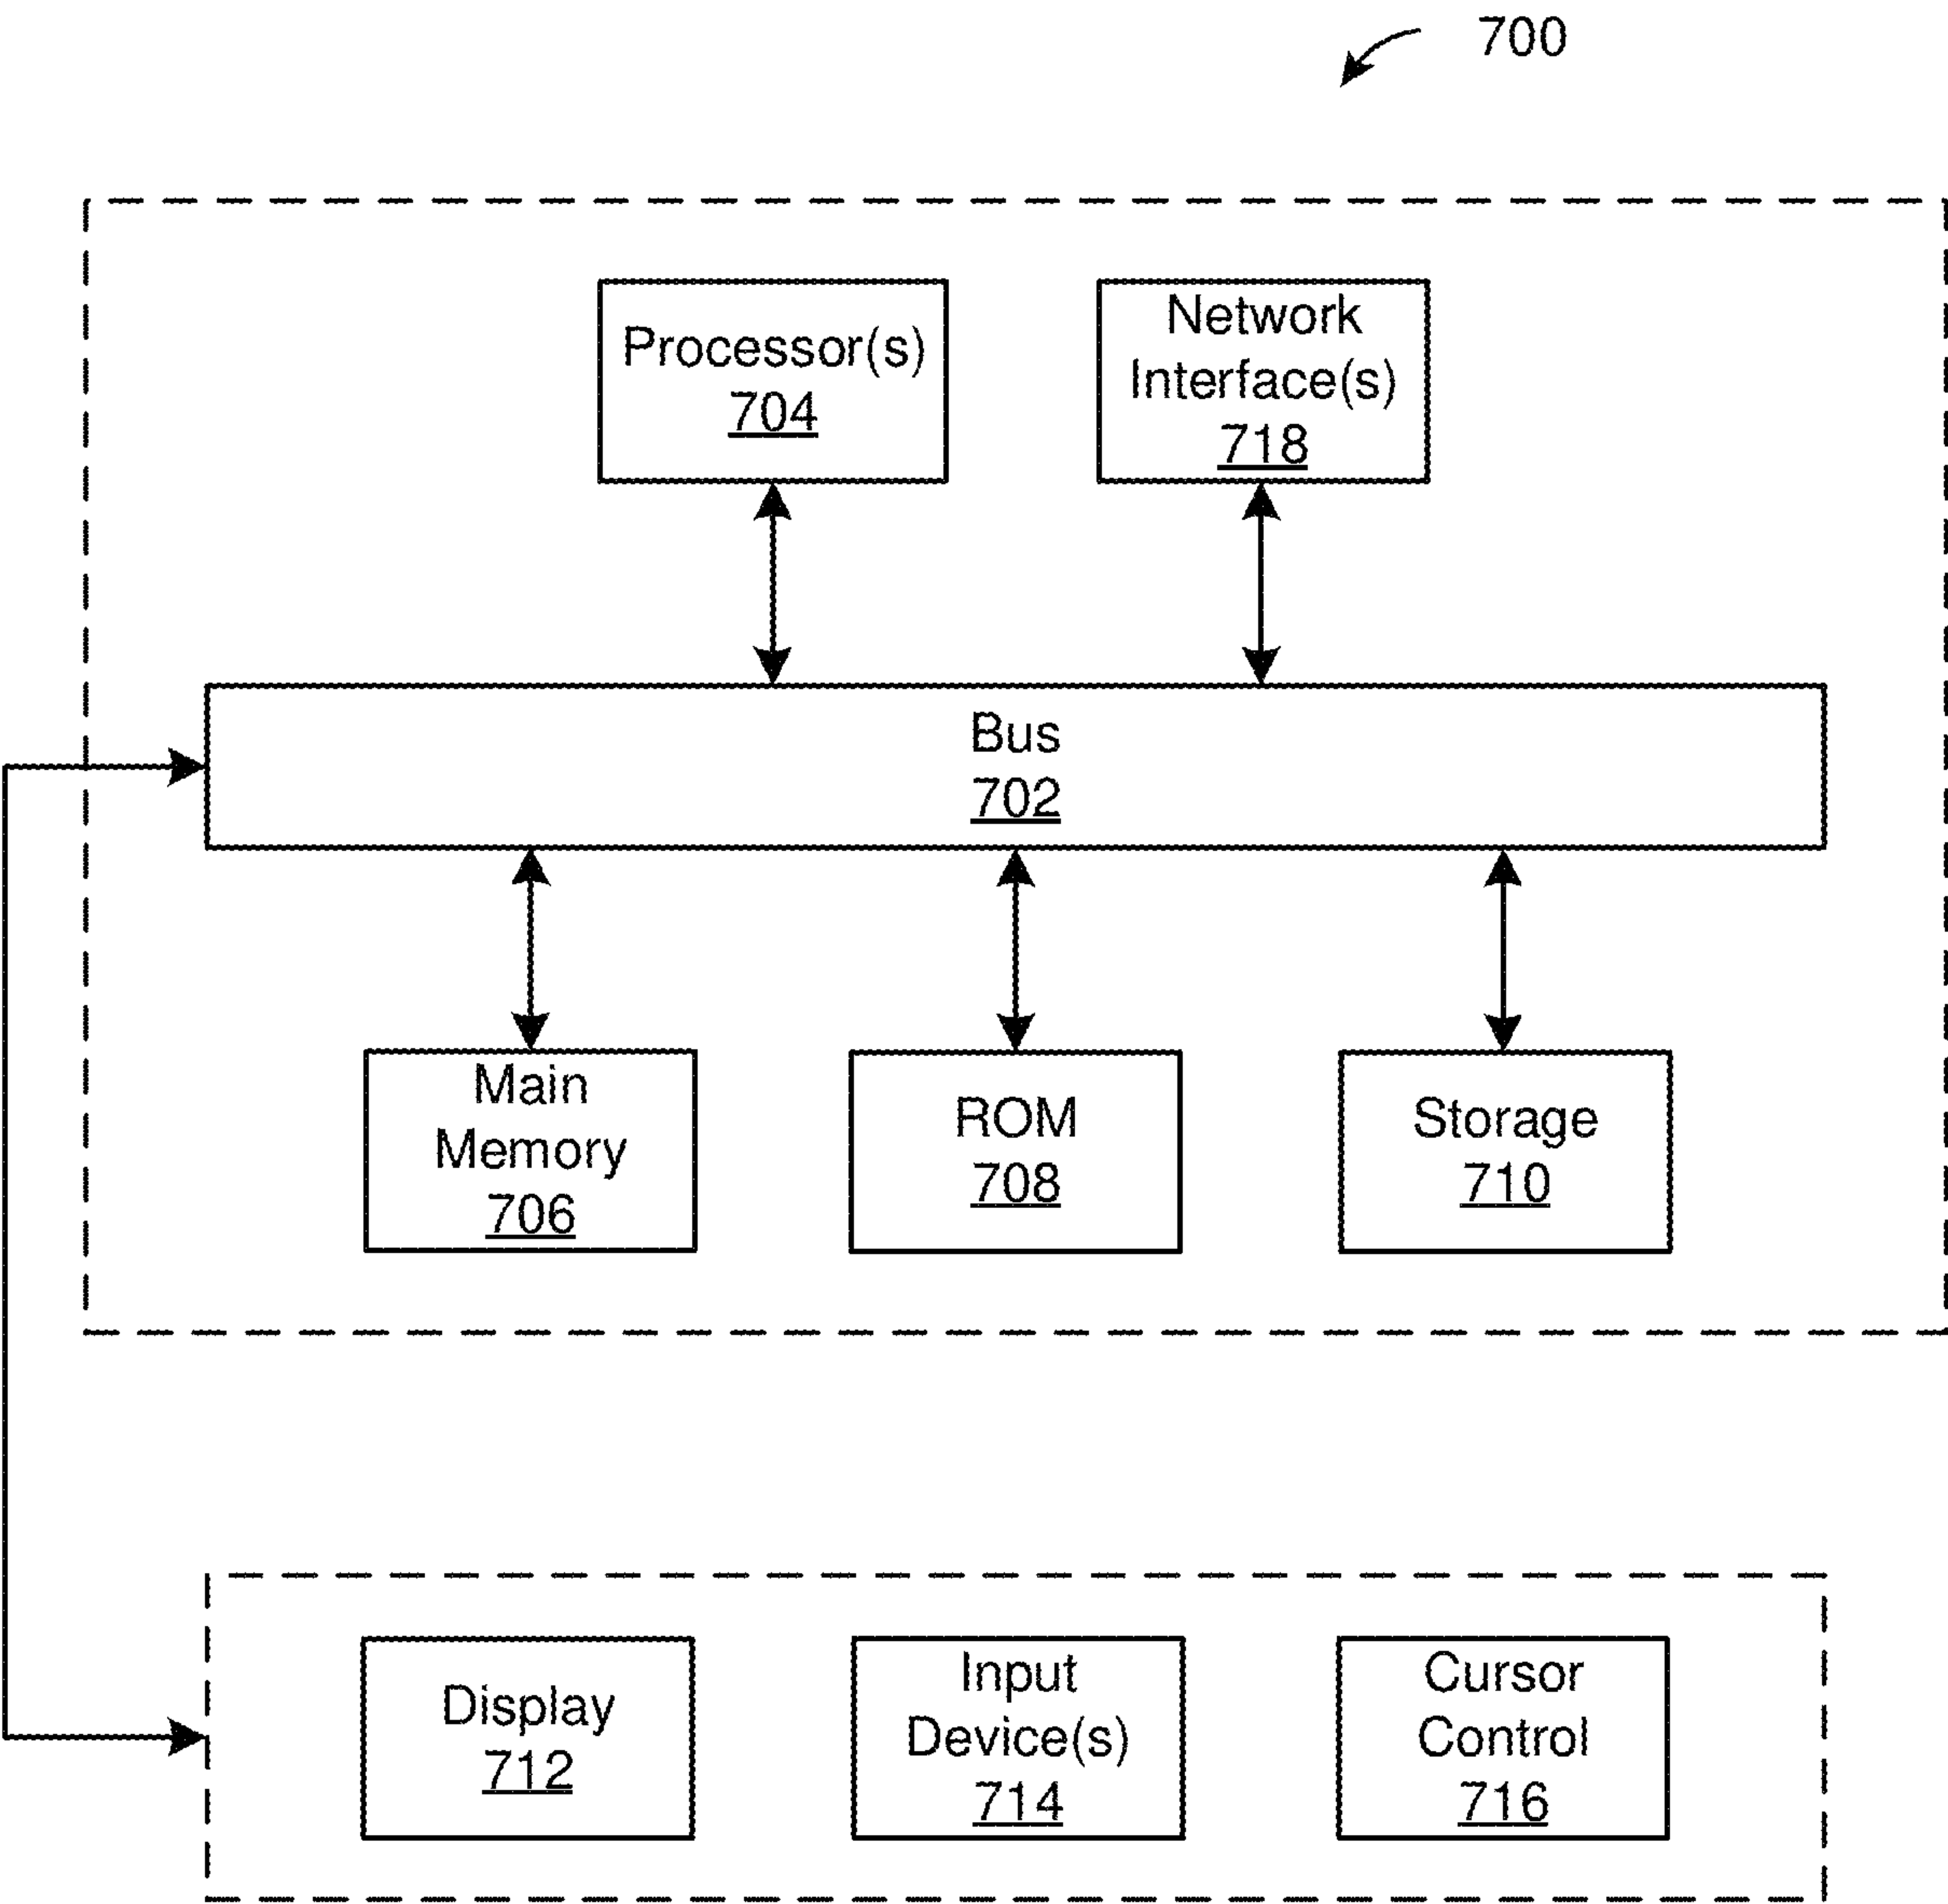 700
Processor(s)
704
Network
Interface(s)
718
Bus
702
Main
Memory
706
ROM
708
Storage
710
Display
712
Input
Device(s)
714
Cursor
Control
716